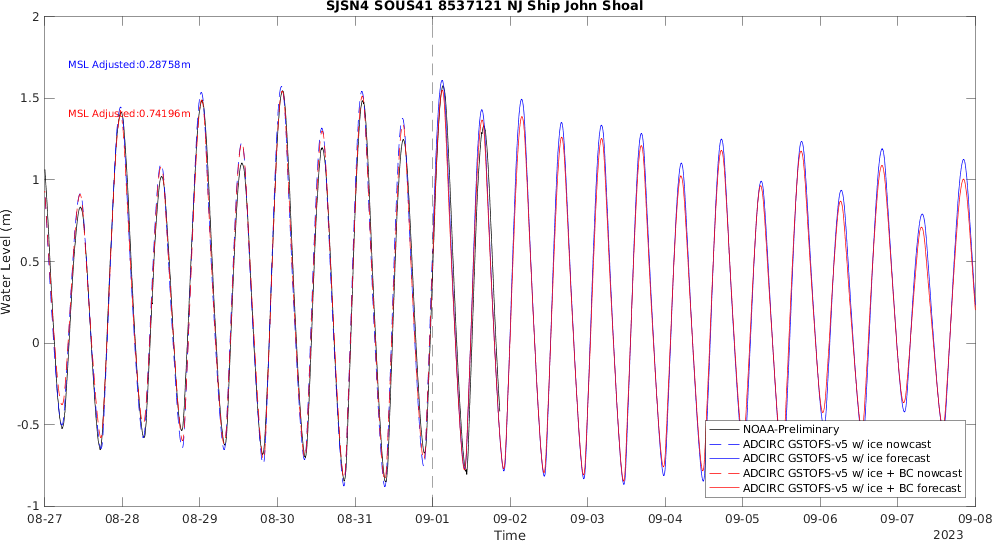 SJSN4 SOUS41 8537121 NJ Ship John Shoal
MSL Adjusted:0.28758m
MSL Adjusted:0.74196m
Water Level (m)
2
1.5
1
0.5
0
-0.5
-1
NOAA-Preliminary
ADCIRC GSTOFS-v5 w/ ice nowcast
ADCIRC GSTOFS-v5 w/ ice forecast
ADCIRC GSTOFS-v5 w/ ice + BC nowcast
ADCIRC GSTOFS-v5 w/ ice + BC forecast
08-27 08-28 08-29 08-30 08-31 09-01 09-02 09-03 09-04 09-05 09-06 09-07 09-08
Time
2023